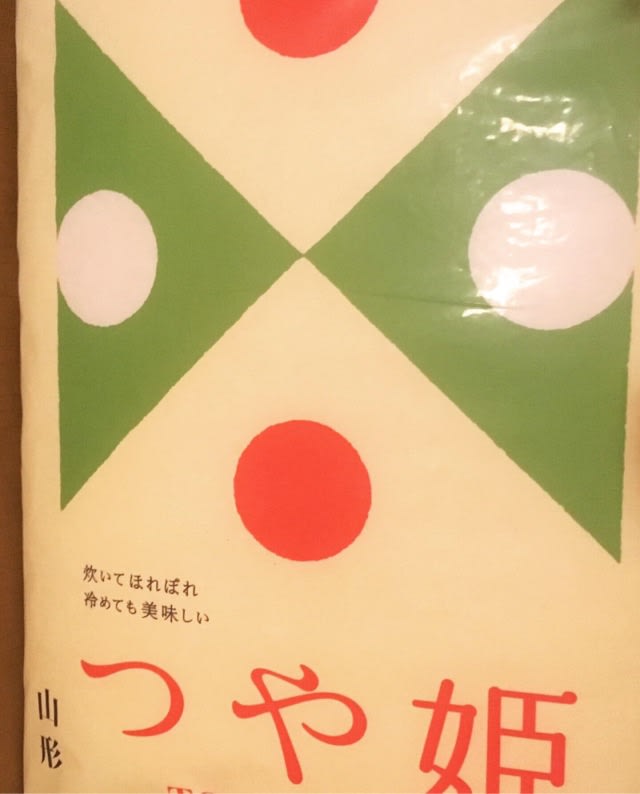 炊いてほれぼれ
冷めても美味しい
山形
つや姫